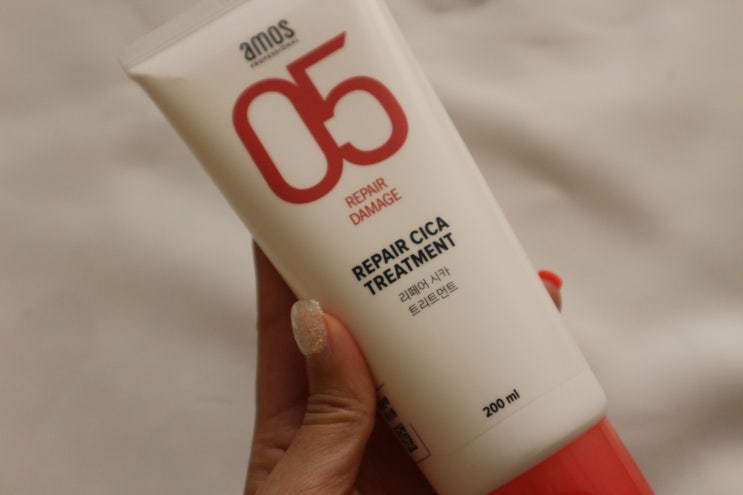 amos
PROFESSIONAL
05
REPAIR
DAMAGE
REPAIR CICA
TREATMENT
리페어 시카
트리트먼트
200 ml